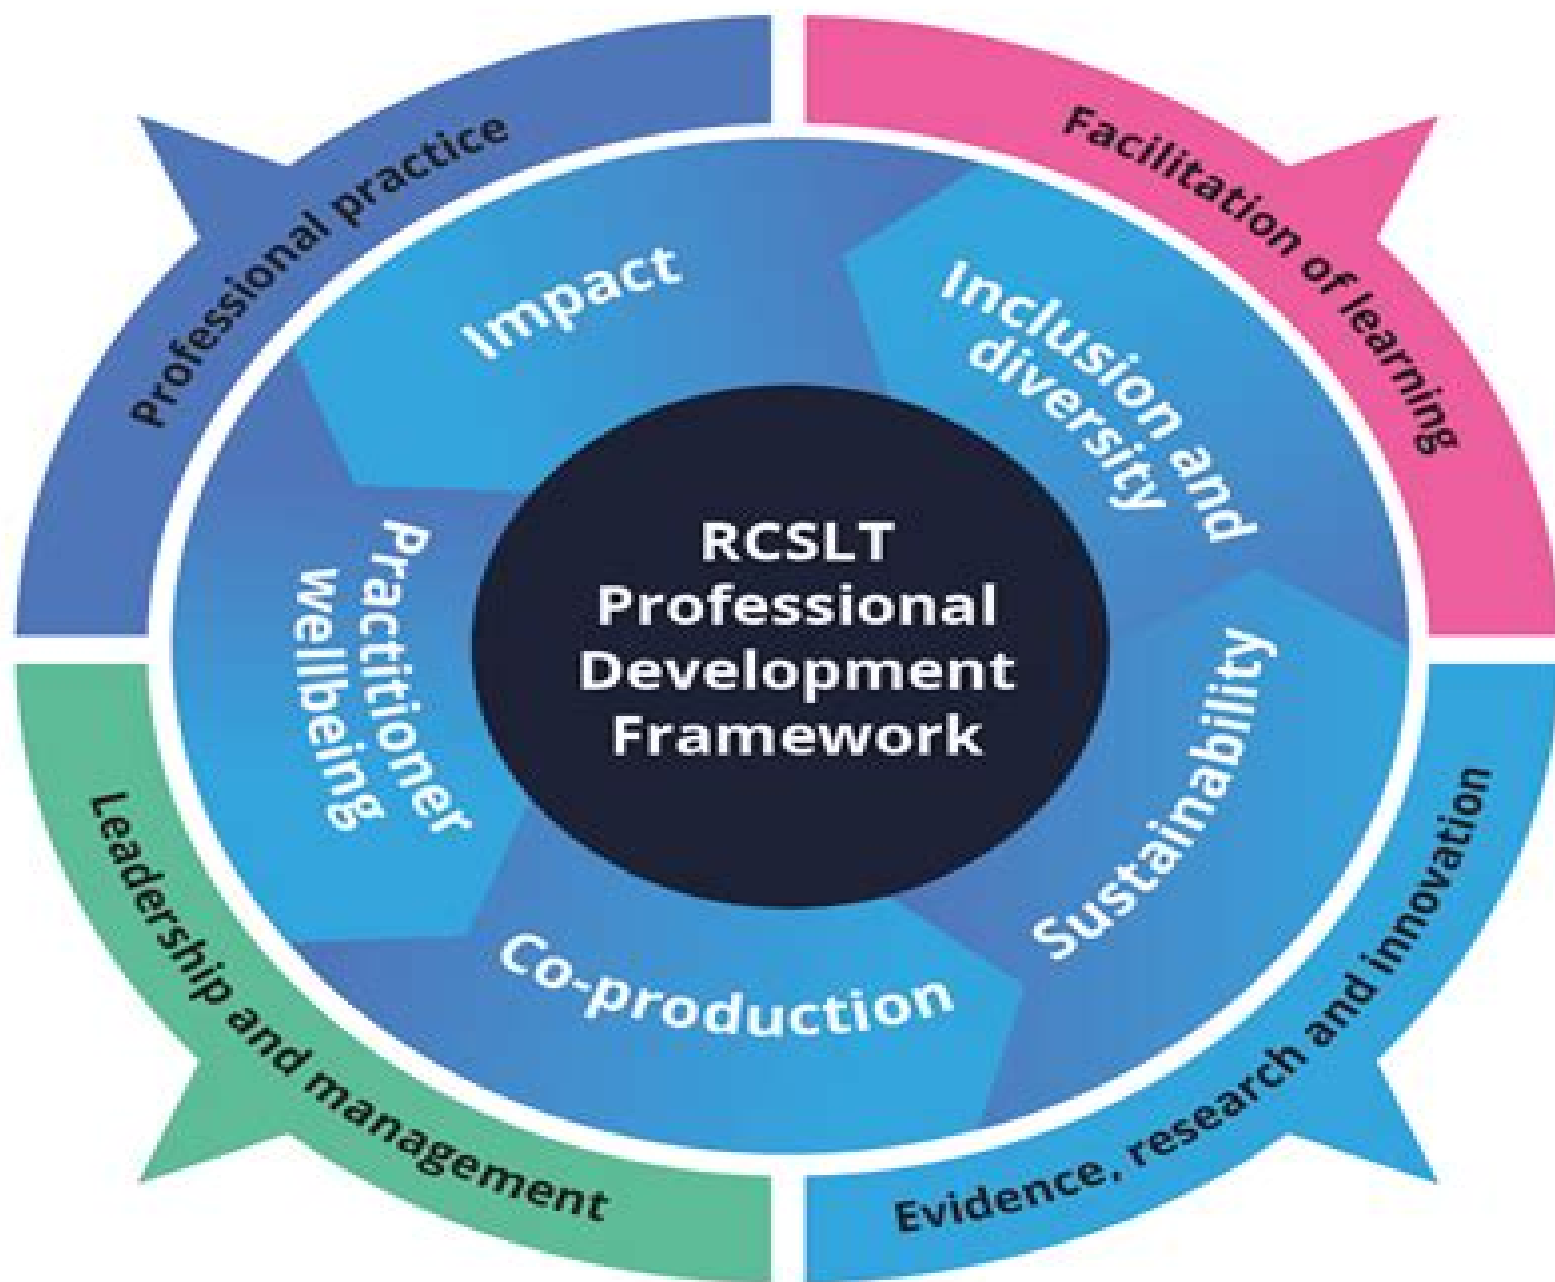 Professional practice
Facilitation of learning
Impact
Inclusion and
diversity
RCSLT
Professional
Development
Framework
Practitioner
wellbeing
Sustainability
Co-production
Leadership and management
Evidence, research and innovation